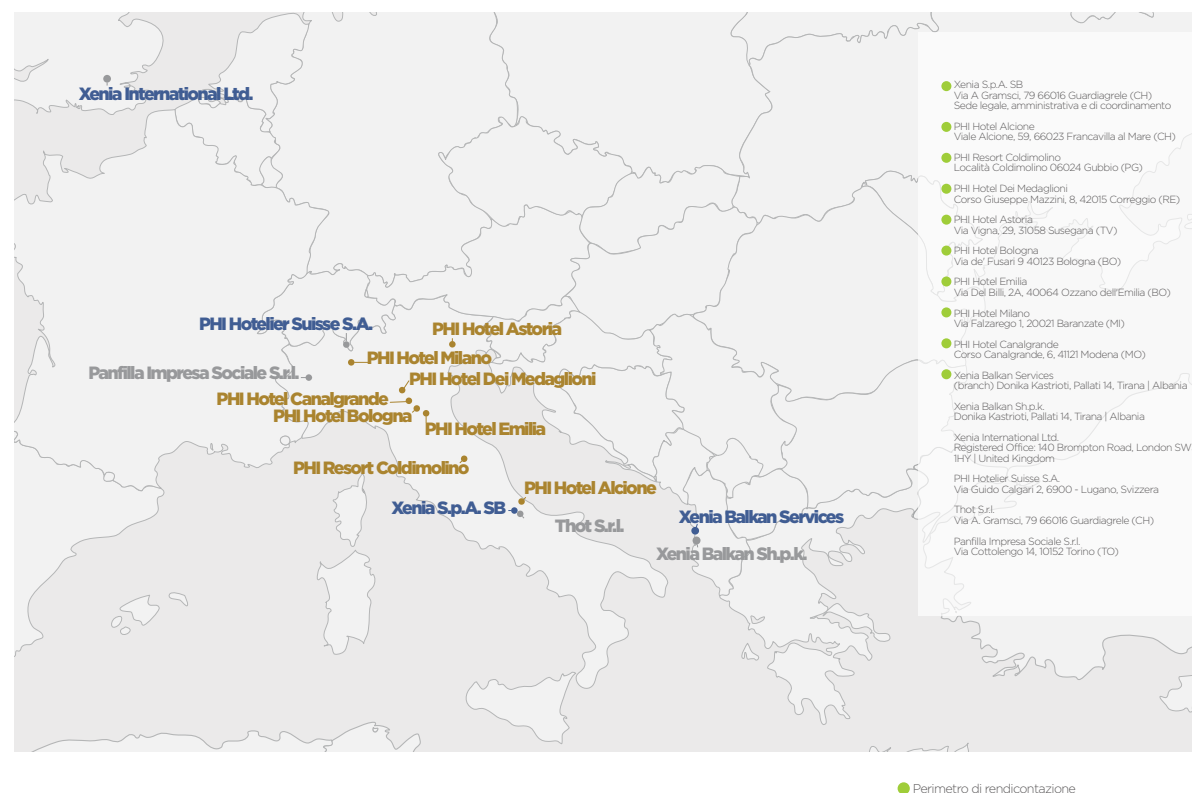 Xenia International Ltd.
PHI Hotelier Suisse S.A.
PHI Hotel Astoria
PHI Hotel Milano
Panfilla Impresa Sociale S.r.l.
PHI Hotel Dei Medaglioni
PHI Hotel Canalgrande
PHI Hotel Bologna
PHI Hotel Emilia
PHI Resort Coldimolino
PHI Hotel Alcione
Xenia S.p.A. SB
Thot S.r.l.
Xenia Balkan Services
Xenia Balkan Sh.p.k.
Xenia S.p.A. SB
Via A Gramsci, 79 66016 Guardiagrele (CH)
Sede legale, amministrativa e di coordinamento
PHI Hotel Alcione
Viale Alcione, 59, 66023 Francavilla al Mare (CH)
PHI Resort Coldimolino
Località Coldimolino 06024 Gubbio (PG)
PHI Hotel Dei Medaglioni
Corso Giuseppe Mazzini, 8, 42015 Correggio (RE)
PHI Hotel Astoria
Via Vigna, 29, 31058 Susegana (TV)
PHI Hotel Bologna
Via de' Fusari 9 40123 Bologna (BO)
PHI Hotel Emilia
Via Del Billi, 2A, 40064 Ozzano dell'Emilia (BO)
PHI Hotel Milano
Via Falzarego 1, 20021 Baranzate (MI)
PHI Hotel Canalgrande
Corso Canalgrande, 6, 41121 Modena (MO)
Xenia Balkan Services
(branch) Donika Kastrioti, Pallati 14, Tirana | Albania
Xenia Balkan Sh.p.k.
Donika Kastrioti, Pallati 14, Tirana | Albania
Xenia International Ltd.
Registered Office: 140 Brompton Road, London SW
1HY | United Kingdom
PHI Hotelier Suisse S.A.
Via Guido Calgari 2, 6900 - Lugano, Svizzera
Thot S.r.l.
Via A. Gramsci, 79 66016 Guardiagrele (CH)
Panfilla Impresa Sociale S.r.l.
Via Cottolengo 14, 10152 Torino (TO)
Perimetro di rendicontazione